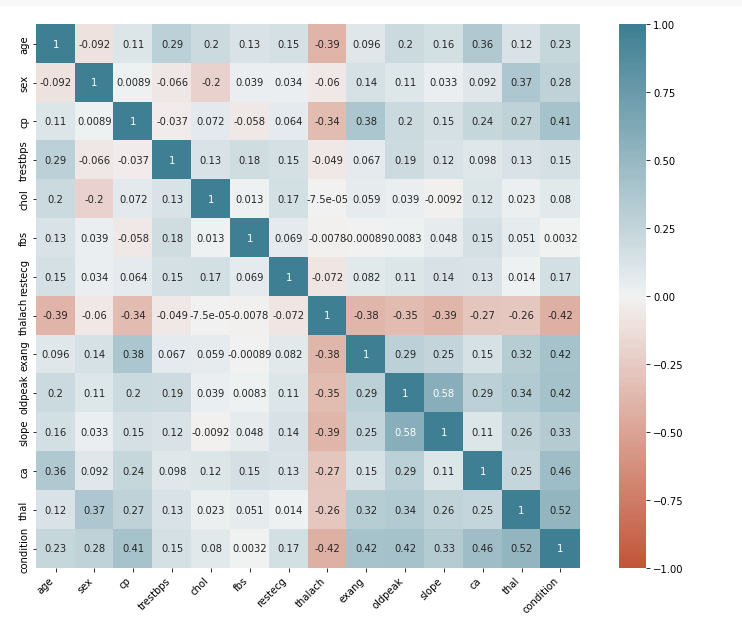 age 1 -0.092 0.11 0.29 0.2 0.13 0.15 -0.39 0.096 0.2 0.16 0.36 0.12 0.23
sex -0.092 1 0.0089 -0.066 -0.2 0.039 0.034 -0.06 0.14 0.11 0.033 0.092 0.37 0.28
cp 0.11 0.0089 1 -0.037 0.072 -0.058 0.064 -0.34 0.38 0.2 0.15 0.24 0.27 0.41
trestbps 0.29 -0.066 -0.037 1 0.13 0.18 0.15 -0.049 0.067 0.19 0.12 0.098 0.13 0.15
chol 0.2 -0.2 0.072 0.13 1 0.013 0.17 -7.5e-05 0.059 0.039 -0.0092 0.12 0.023 0.08
fbs 0.13 0.039 -0.058 0.18 0.013 1 0.069 -0.0078 -0.00089 0.0083 0.048 0.15 0.051 0.0032
restecg 0.15 0.034 0.064 0.15 0.17 0.069 1 -0.072 0.082 0.11 0.14 0.13 0.014 0.17
thalach -0.39 -0.06 -0.34 -0.049 -7.5e-05 -0.0078 -0.072 1 -0.38 -0.35 -0.39 -0.27 -0.26 -0.42
exang 0.096 0.14 0.38 0.067 0.059 -0.00089 0.082 -0.38 1 0.29 0.25 0.15 0.32 0.42
oldpeak 0.2 0.11 0.2 0.19 0.039 0.0083 0.11 -0.35 0.29 1 0.58 0.29 0.34 0.42
slope 0.16 0.033 0.15 0.12 -0.0092 0.048 0.14 -0.39 0.25 0.58 1 0.11 0.26 0.33
ca 0.36 0.092 0.24 0.098 0.12 0.15 0.13 -0.27 0.15 0.29 0.11 1 0.25 0.46
thal 0.12 0.37 0.27 0.13 0.023 0.051 0.014 -0.26 0.32 0.34 0.26 0.25 1 0.52
condition 0.23 0.28 0.41 0.15 0.08 0.0032 0.17 -0.42 0.42 0.42 0.33 0.46 0.52 1
age sex cp trestbps chol fbs restecg thalach exang oldpeak slope ca thal condition
1.00
0.75
0.50
0.25
0.00
−0.25
−0.50
−0.75
−1.00